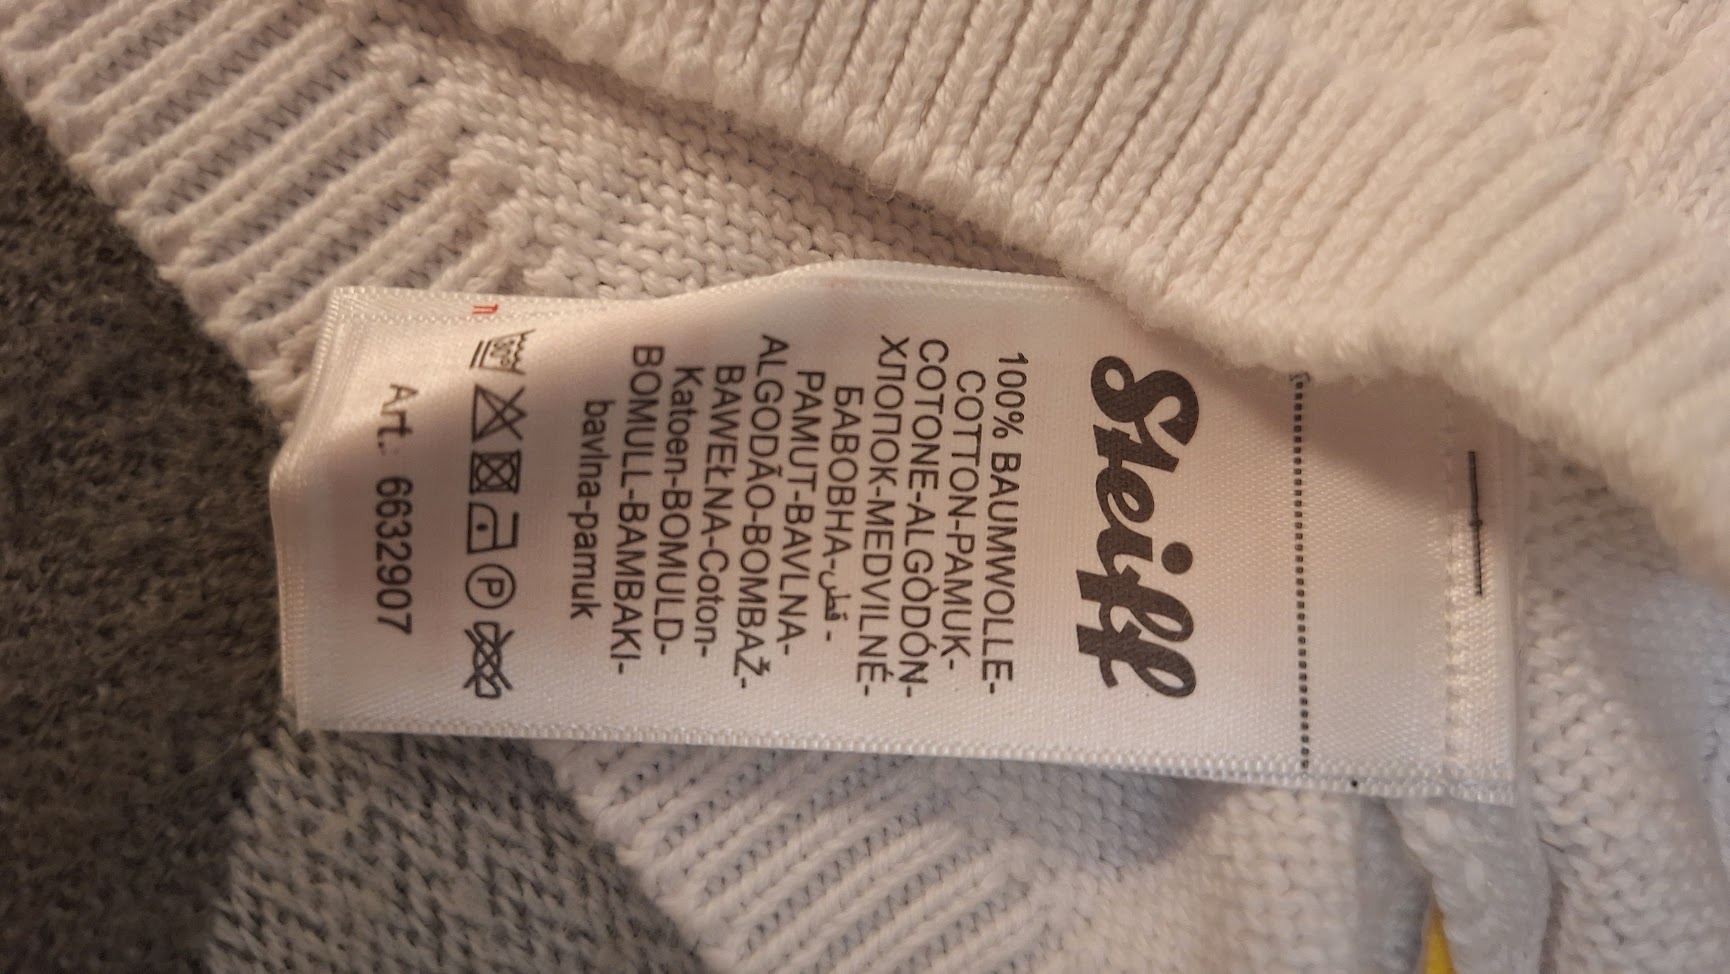 Steiff
100% BAUMWOLLE-
COTTON-PAMUK-
COTONE-ALGODÓN-
ХЛОПОК-MEDVILNÉ-
БАВОВНА-قطن-
PAMUT-BAVLNA-
ALGODÃO-BOMBAŽ-
BAWEŁNA-Coton-
Katoen-BOMULD-
BOMULL-BAMBAKI-
bavlna-pamuk
P
Art. 6632907